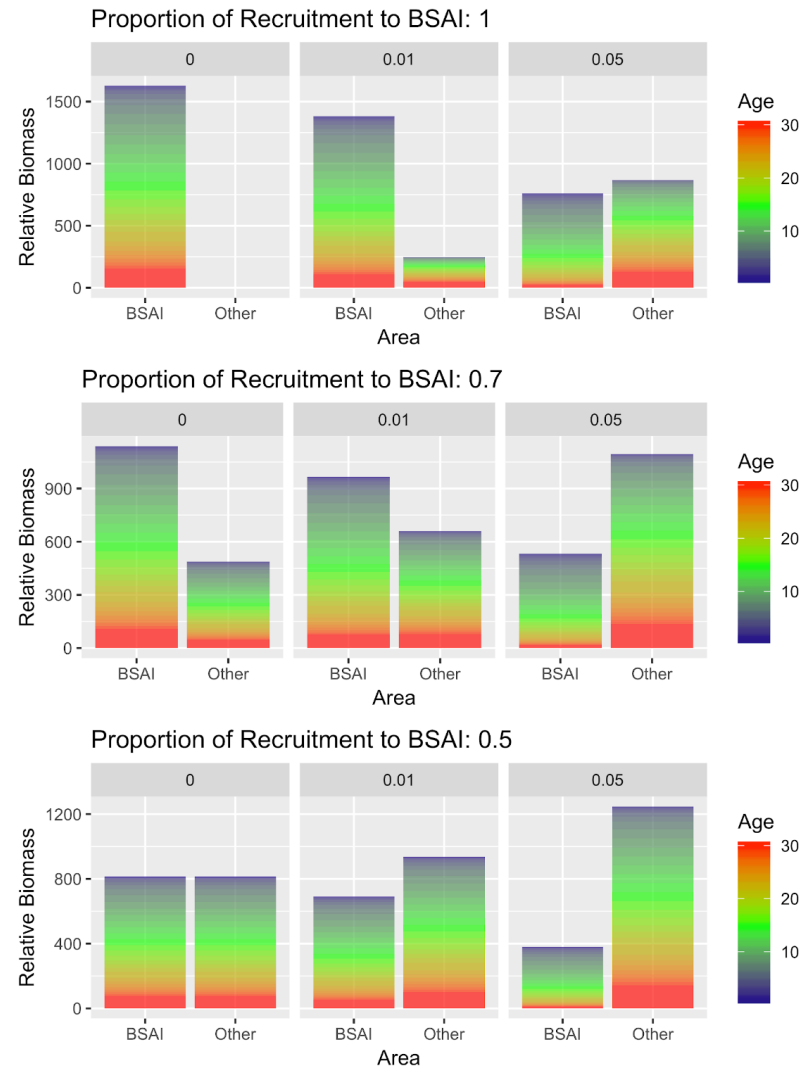 Proportion of Recruitment to BSAI: 1
0 0.01 0.05
Relative Biomass
1500
1000
500
0
BSAI Other BSAI Other BSAI Other
Area
Age
30
20
10
Proportion of Recruitment to BSAI: 0.7
0 0.01 0.05
Relative Biomass
900
600
300
0
BSAI Other BSAI Other BSAI Other
Area
Age
30
20
10
Proportion of Recruitment to BSAI: 0.5
0 0.01 0.05
Relative Biomass
1200
800
400
0
BSAI Other BSAI Other BSAI Other
Area
Age
30
20
10